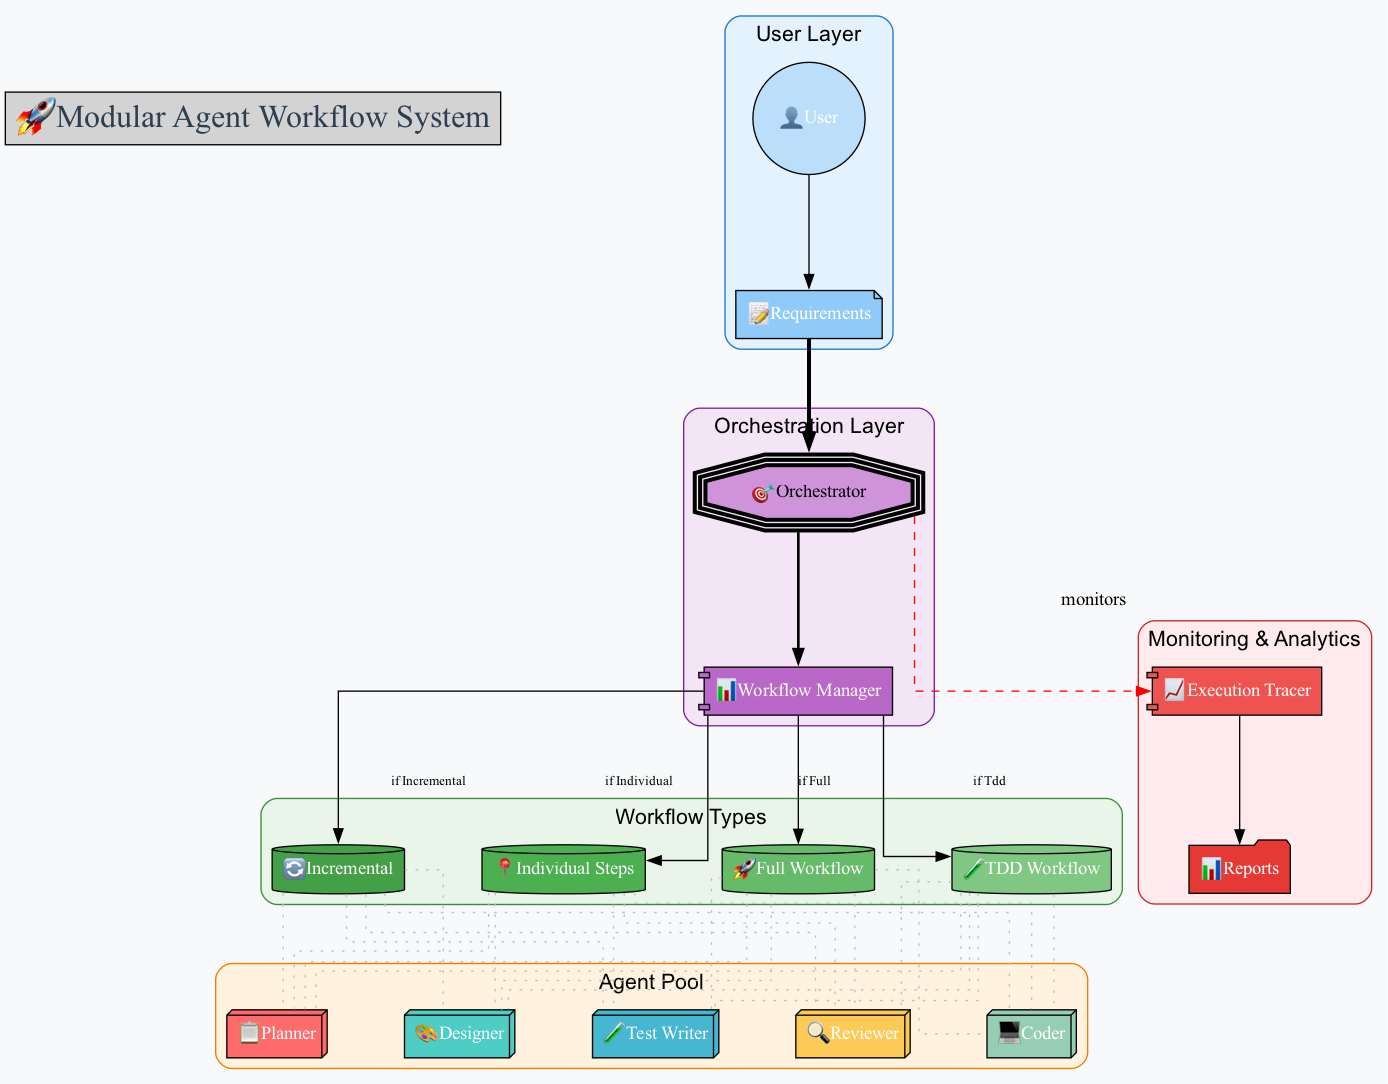 User Layer
🚀Modular Agent Workflow System
👤User
📝Requirements
Orchestration Layer
🎯Orchestrator
monitors
Monitoring & Analytics
📊Workflow Manager
📈Execution Tracer
if Incremental
if Individual
if Full
if Tdd
Workflow Types
🔄Incremental
📍Individual Steps
🚀Full Workflow
🧪TDD Workflow
📊Reports
Agent Pool
📋Planner
🎨Designer
🧪Test Writer
🔍Reviewer
💻Coder